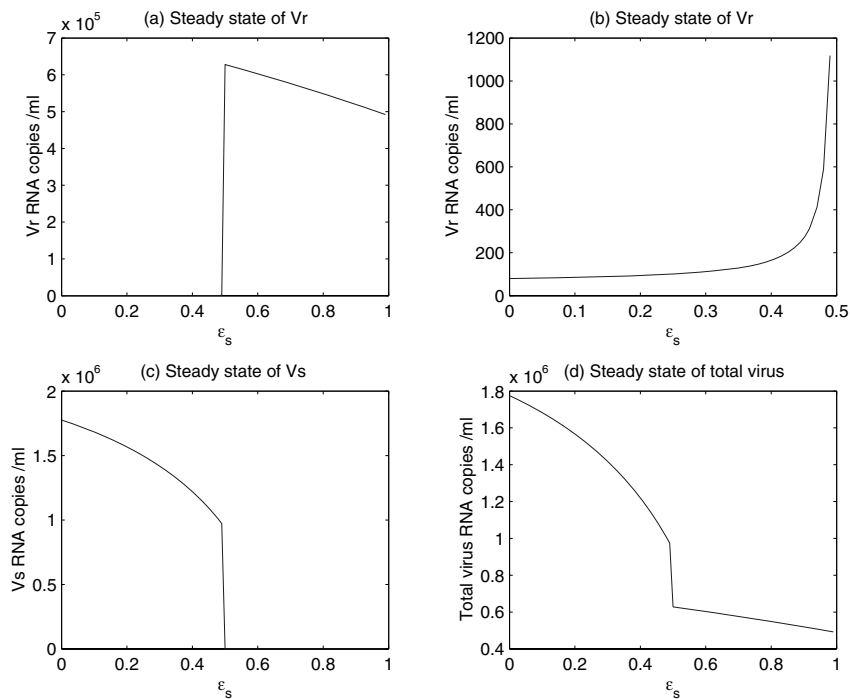 (a) Steady state of Vr
x 10^5
7
6
5
4
3
2
1
0
0 0.2 0.4 0.6 0.8 1
Vr RNA copies /ml
ε_s
(b) Steady state of Vr
1200
1000
800
600
400
200
0
0 0.1 0.2 0.3 0.4 0.5
Vr RNA copies /ml
ε_s
(c) Steady state of Vs
x 10^6
2
1.5
1
0.5
0
0 0.2 0.4 0.6 0.8 1
Vs RNA copies /ml
ε_s
(d) Steady state of total virus
x 10^6
1.8
1.6
1.4
1.2
1
0.8
0.6
0.4
0 0.2 0.4 0.6 0.8 1
Total virus RNA copies /ml
ε_s